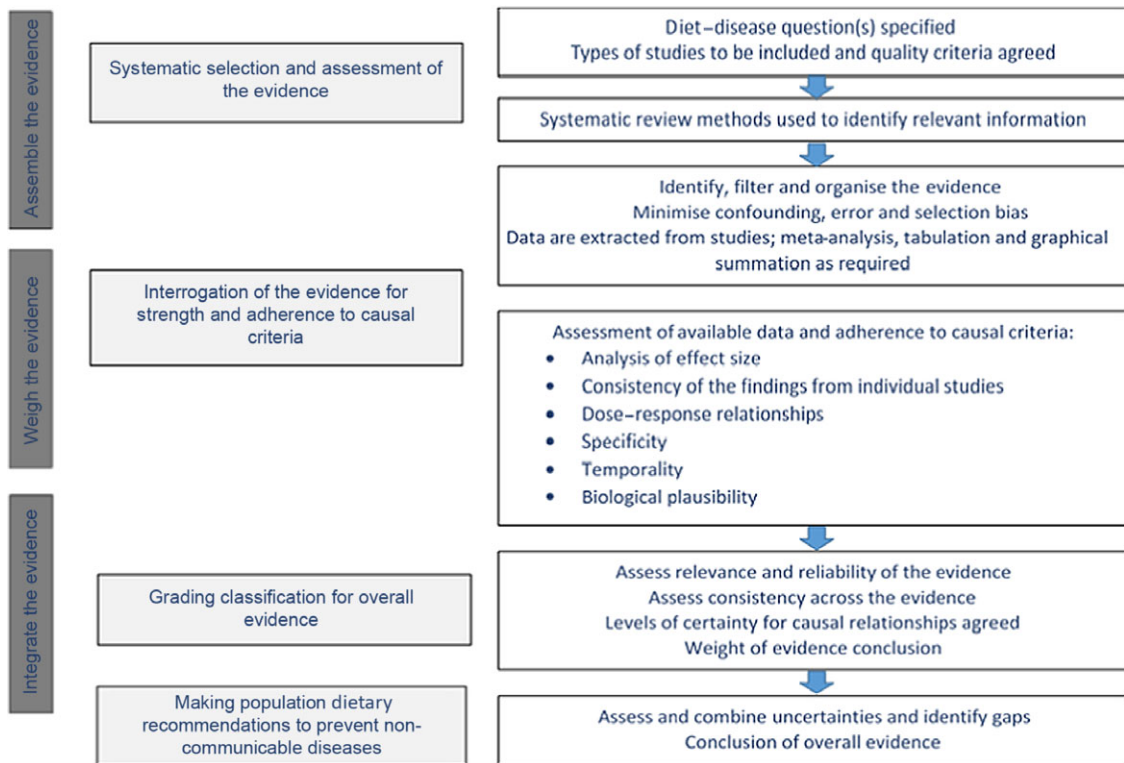 Assemble the evidence
Systematic selection and assessment of
the evidence
Diet–disease question(s) specified
Types of studies to be included and quality criteria agreed
Systematic review methods used to identify relevant information
Identify, filter and organise the evidence
Minimise confounding, error and selection bias
Data are extracted from studies; meta-analysis, tabulation and graphical
summation as required
Weigh the evidence
Interrogation of the evidence for
strength and adherence to causal
criteria
Assessment of available data and adherence to causal criteria:
• Analysis of effect size
• Consistency of the findings from individual studies
• Dose–response relationships
• Specificity
• Temporality
• Biological plausibility
Integrate the evidence
Grading classification for overall
evidence
Assess relevance and reliability of the evidence
Assess consistency across the evidence
Levels of certainty for causal relationships agreed
Weight of evidence conclusion
Making population dietary
recommendations to prevent non-
communicable diseases
Assess and combine uncertainties and identify gaps
Conclusion of overall evidence